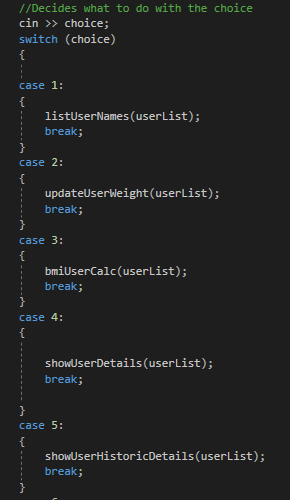 //Decides what to do with the choice
cin >> choice;
switch (choice)
{
case 1:
{
listUserNames(userList);
break;
}
case 2:
{
updateUserWeight(userList);
break;
}
case 3:
{
bmiUserCalc(userList);
break;
}
case 4:
{
showUserDetails(userList);
break;
}
case 5:
{
showUserHistoricDetails(userList);
break;
}